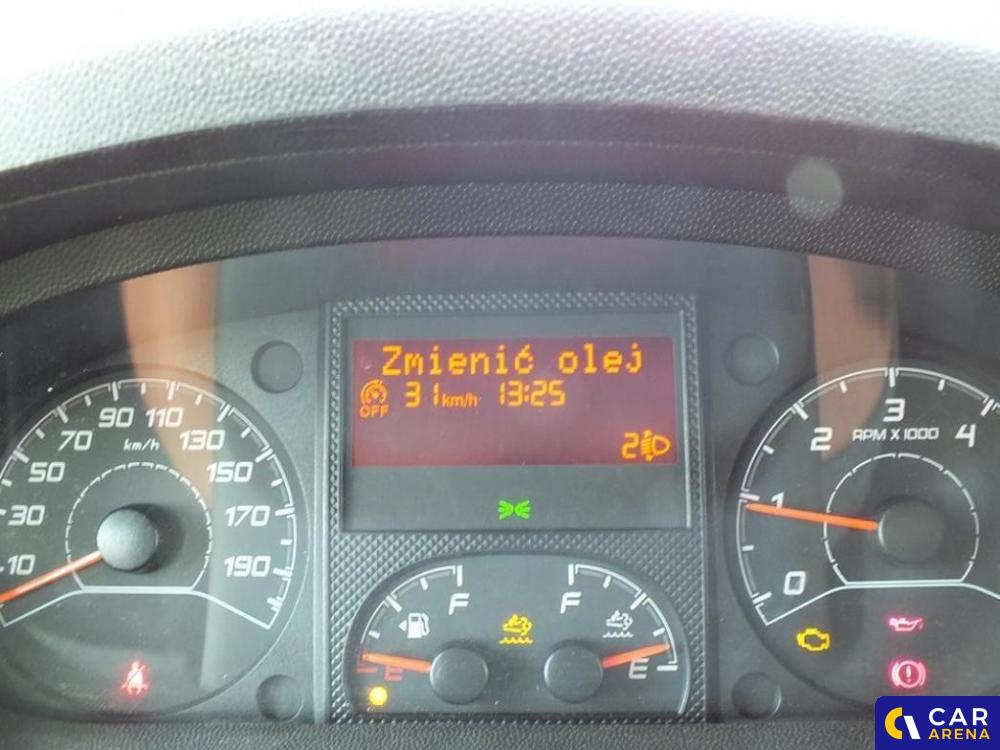 Zmienić olej
OFF 31 km/h 13:25
2
10 30 50 70 90 110 130 150 170 190
km/h
0 1 2 3 4
RPM X 1000
F E
F E
CAR
ARENA